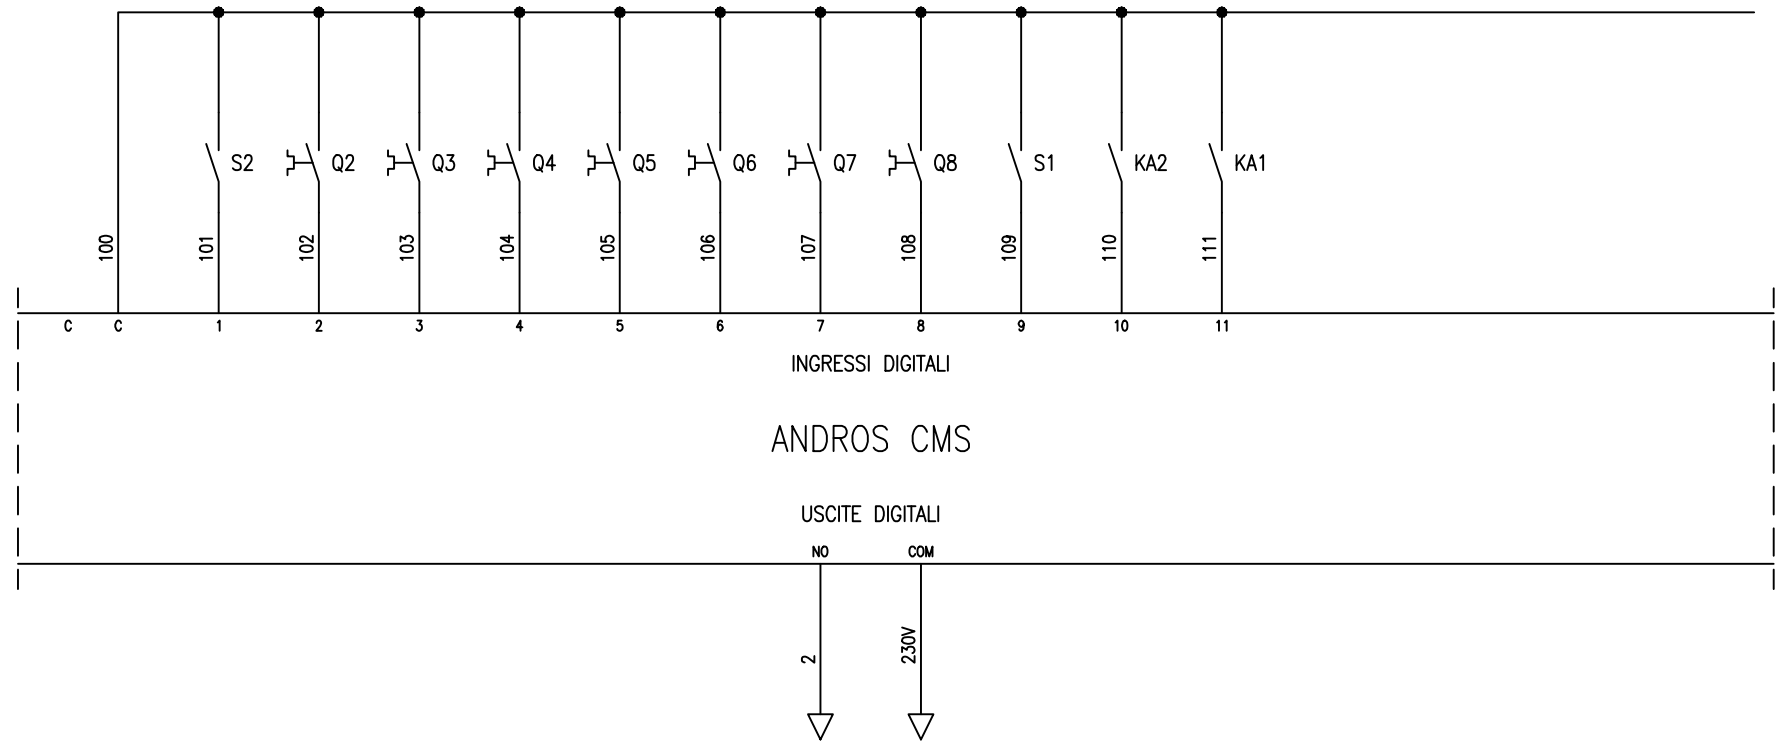 S2 Q2 Q3 Q4 Q5 Q6 Q7 Q8 S1 KA2 KA1
100 101 102 103 104 105 106 107 108 109 110 111
C C 1 2 3 4 5 6 7 8 9 10 11
INGRESSI DIGITALI
ANDROS CMS
USCITE DIGITALI
NO COM
2 230V